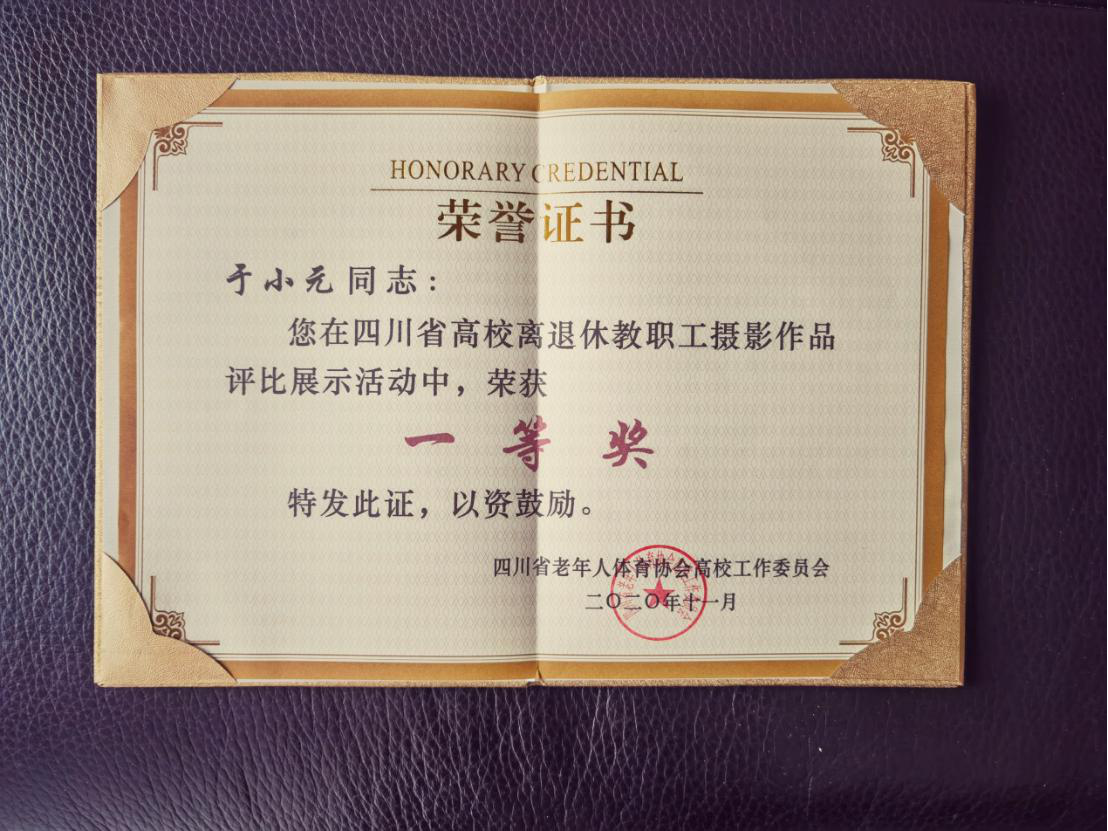 HONORARY CREDENTIAL
荣誉证书
于小元 同志：
您在四川省高校离退休教职工摄影作品
评比展示活动中，荣获
一等奖
特发此证，以资鼓励。
四川省老年人体育协会高校工作委员会
二〇二〇年十一月